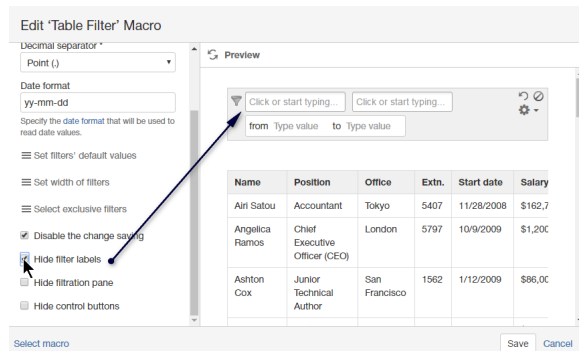 Edit ‘Table Filter’ Macro
Decimal separator *
Point (.)
Date format
yy-mm-dd
Specify the date format that will be used to
read date values.
Set filters' default values
Set width of filters
Select exclusive filters
Disable the change saving
Hide filter labels
Hide filtration pane
Hide control buttons
Preview
Click or start typing... Click or start typing...
from Type value to Type value
Name Position Office Extn. Start date Salary
Airi Satou Accountant Tokyo 5407 11/28/2008 $162,7
Angelica Chief London 5797 10/9/2009 $1,200
Ramos Executive
Officer (CEO)
Ashton Junior San 1562 1/12/2009 $86,00
Cox Technical Francisco
Author
Select macro
Save Cancel